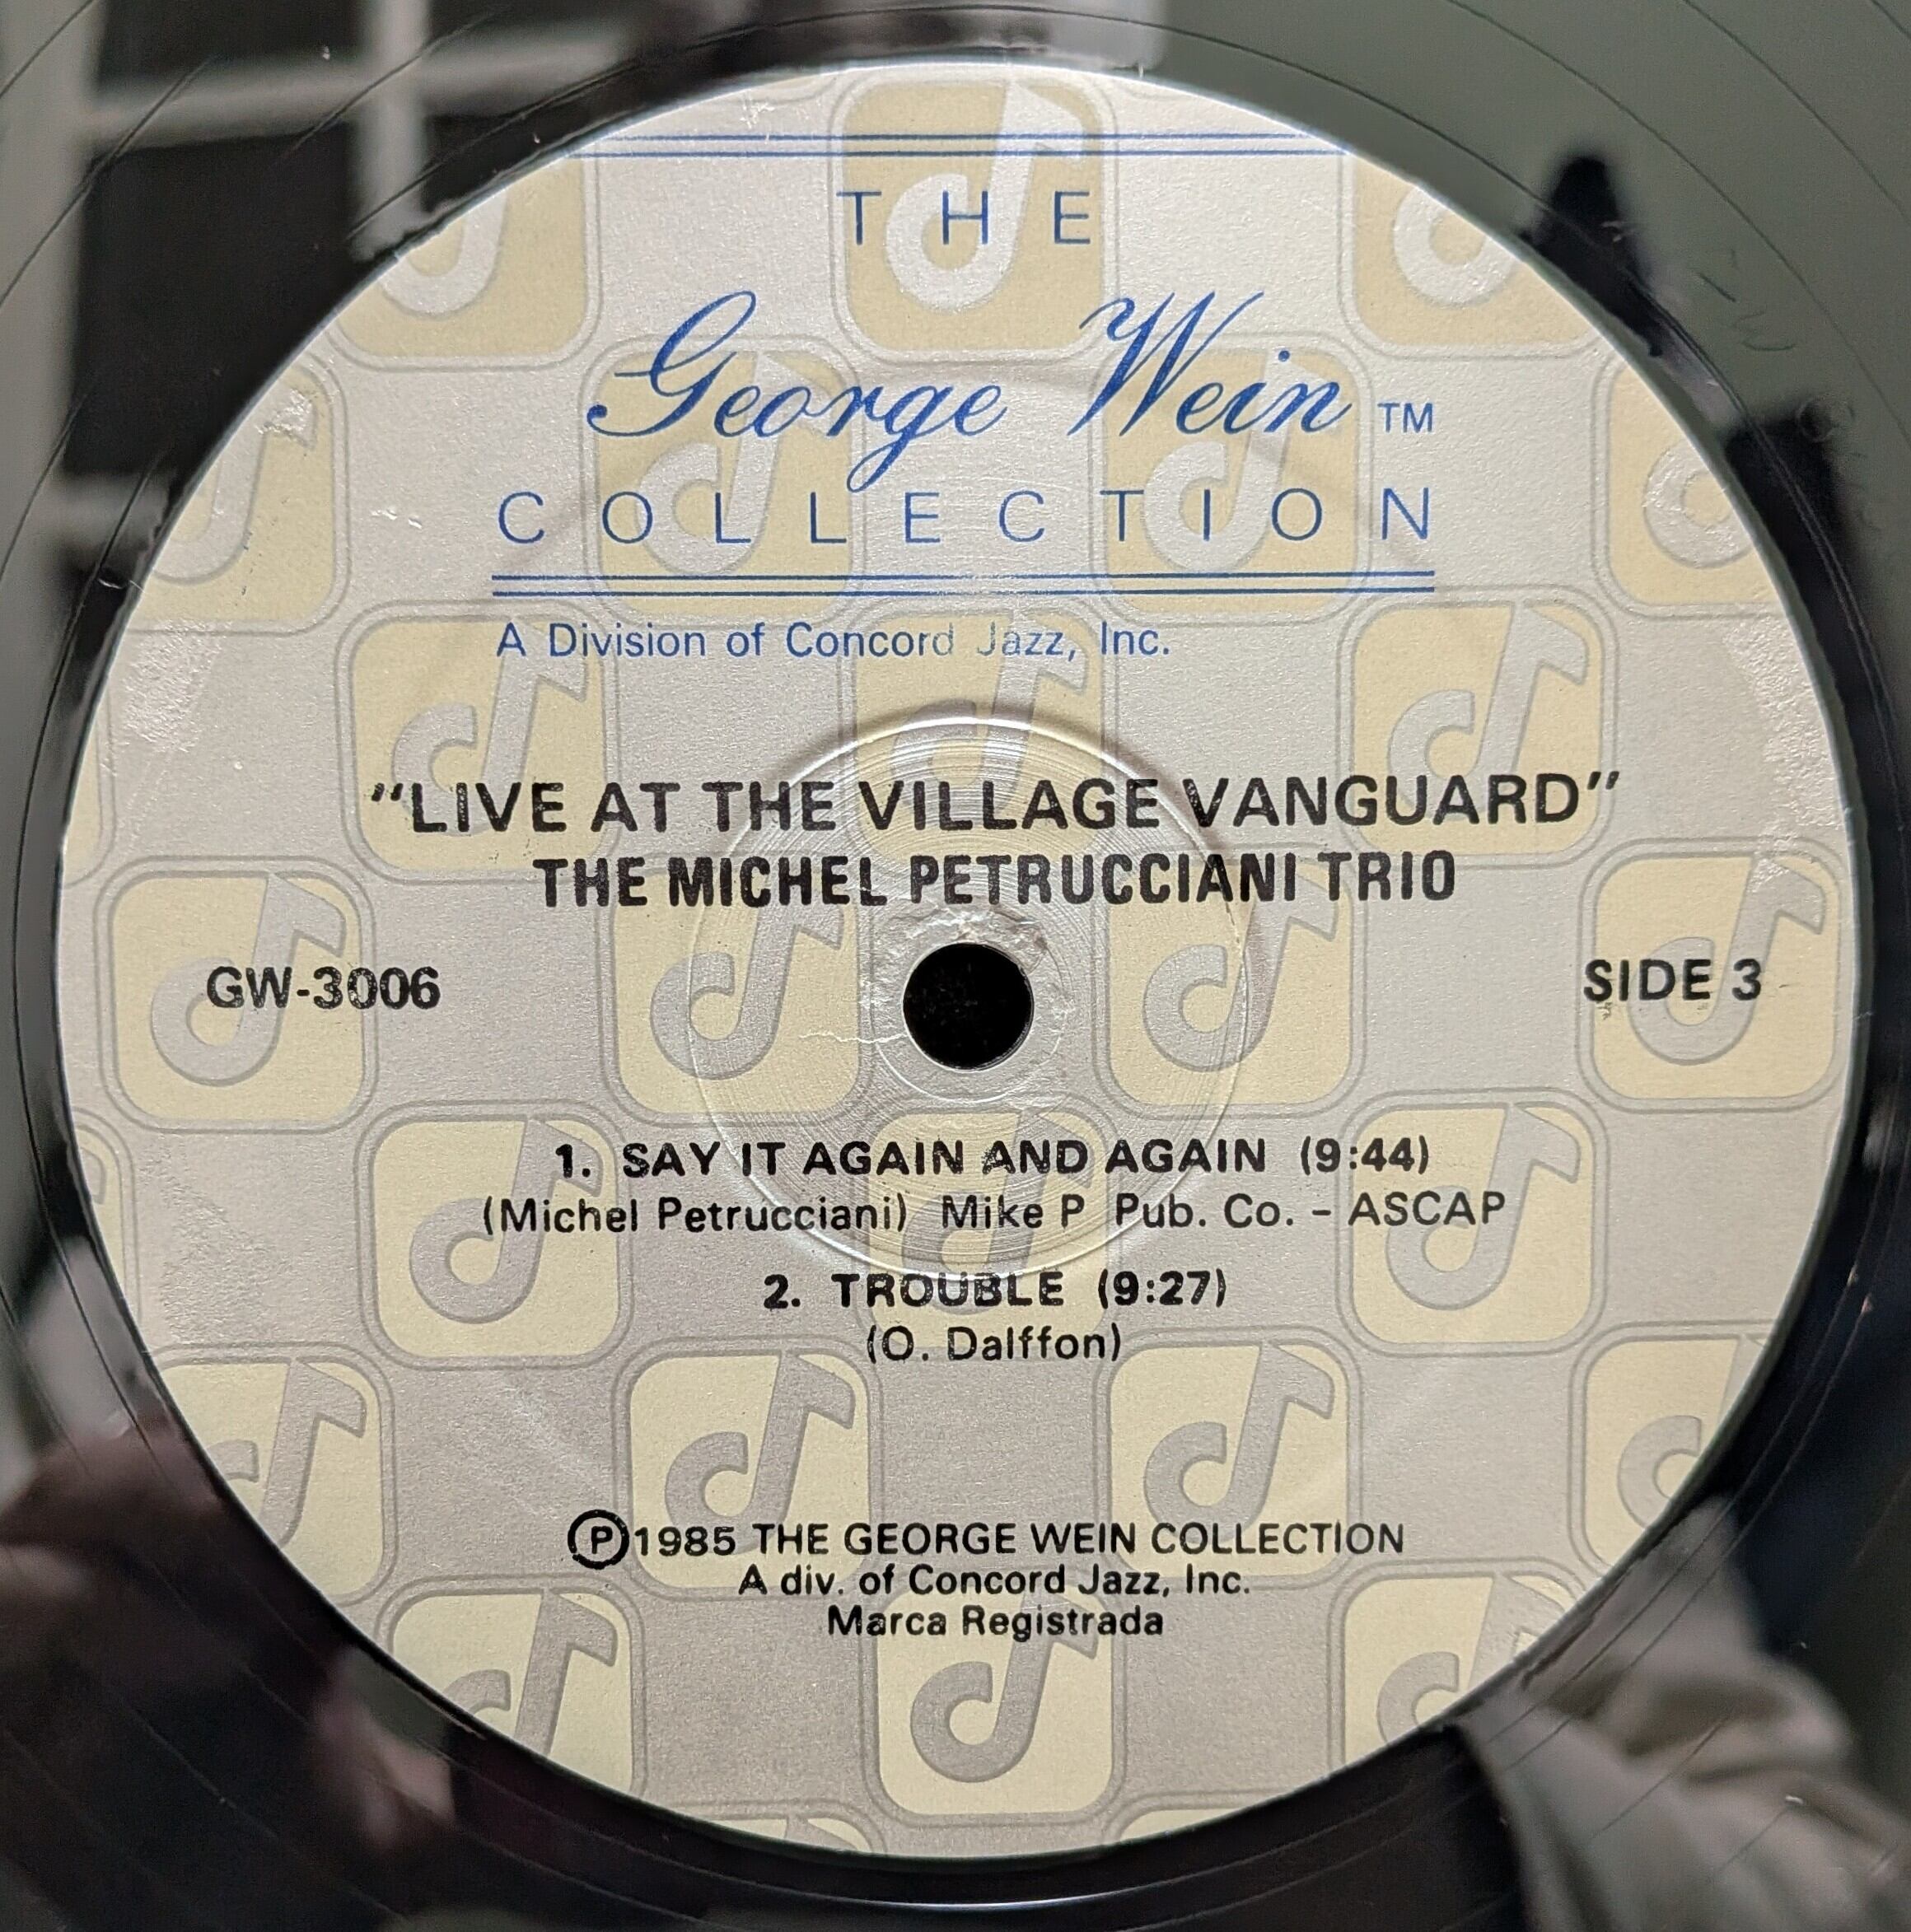 THE
George Wein TM
COLLECTION
A Division of Concord Jazz, Inc.
"LIVE AT THE VILLAGE VANGUARD"
THE MICHEL PETRUCCIANI TRIO
GW-3006
SIDE 3
1. SAY IT AGAIN AND AGAIN (9:44)
(Michel Petrucciani) Mike P Pub. Co. - ASCAP
2. TROUBLE (9:27)
(O. Dalffon)
Ⓟ1985 THE GEORGE WEIN COLLECTION
A div. of Concord Jazz, Inc.
Marca Registrada